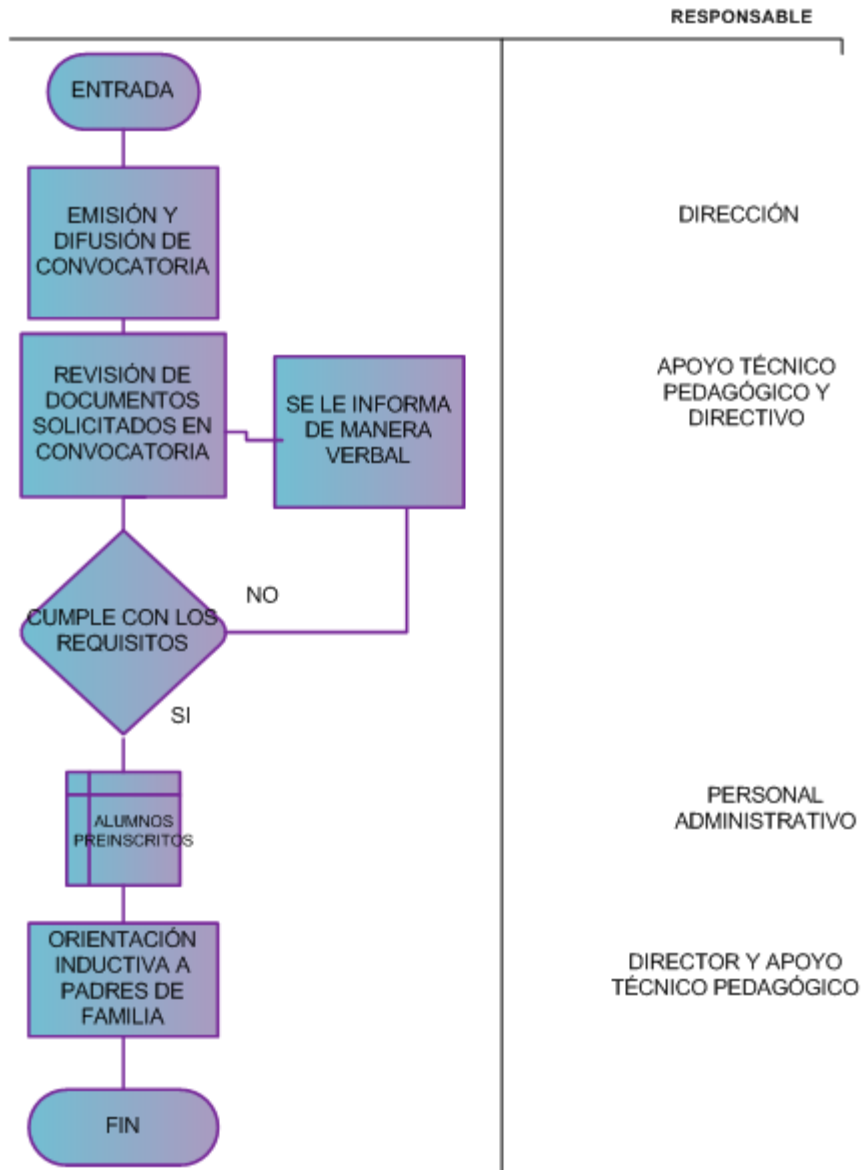 RESPONSABLE
ENTRADA
EMISIÓN Y
DIFUSIÓN DE
CONVOCATORIA
DIRECCIÓN
REVISIÓN DE
DOCUMENTOS
SOLICITADOS EN
CONVOCATORIA
SE LE INFORMA
DE MANERA
VERBAL
APOYO TÉCNICO
PEDAGÓGICO Y
DIRECTIVO
CUMPLE CON LOS
REQUISITOS
NO
SI
ALUMNOS
PREINSCRITOS
PERSONAL
ADMINISTRATIVO
ORIENTACIÓN
INDUCTIVA A
PADRES DE
FAMILIA
DIRECTOR Y APOYO
TÉCNICO PEDAGÓGICO
FIN